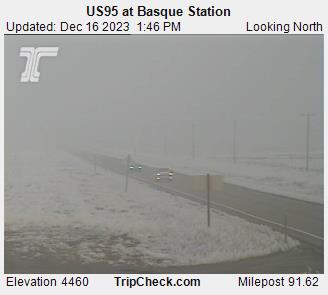 US95 at Basque Station
Updated: Dec 16 2023  1:46 PM Looking North
Elevation 4460 TripCheck.com Milepost 91.62